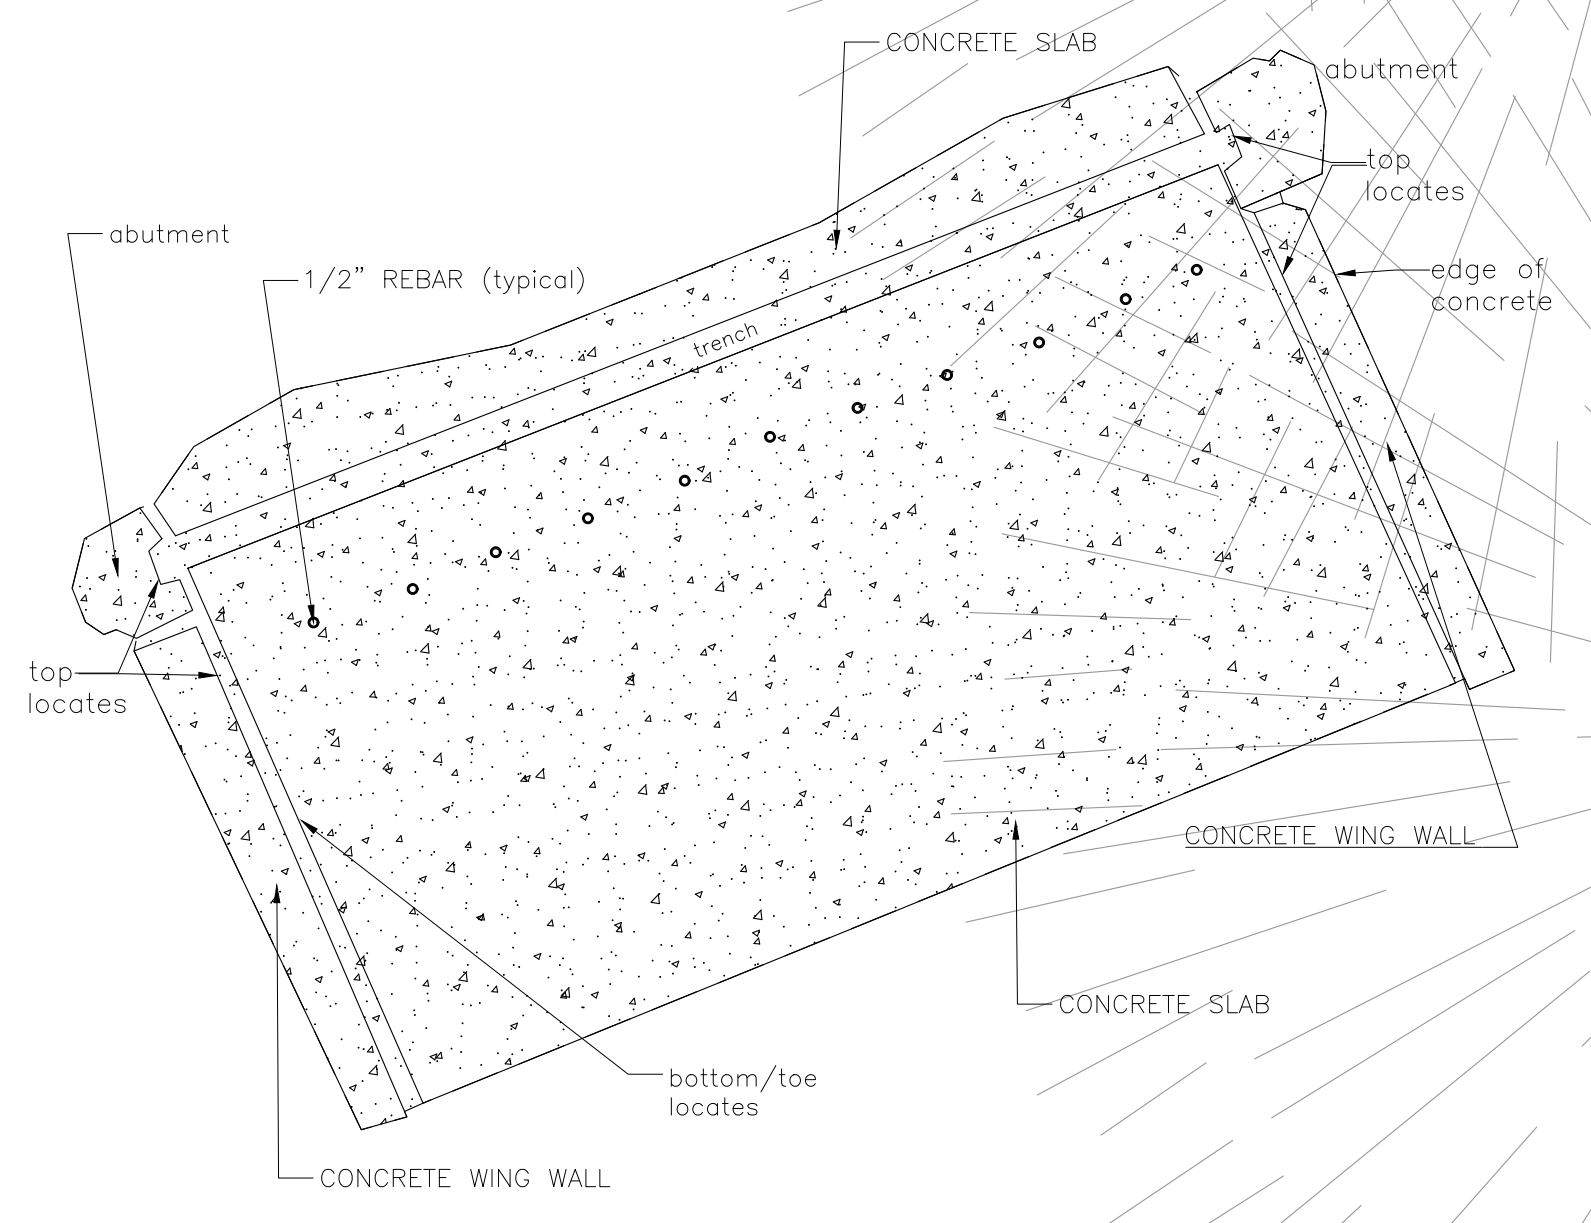 CONCRETE SLAB
abutment
top
locates
abutment
1/2” REBAR (typical)
edge of
concrete
trench
top
locates
CONCRETE WING WALL
CONCRETE SLAB
bottom/toe
locates
CONCRETE WING WALL